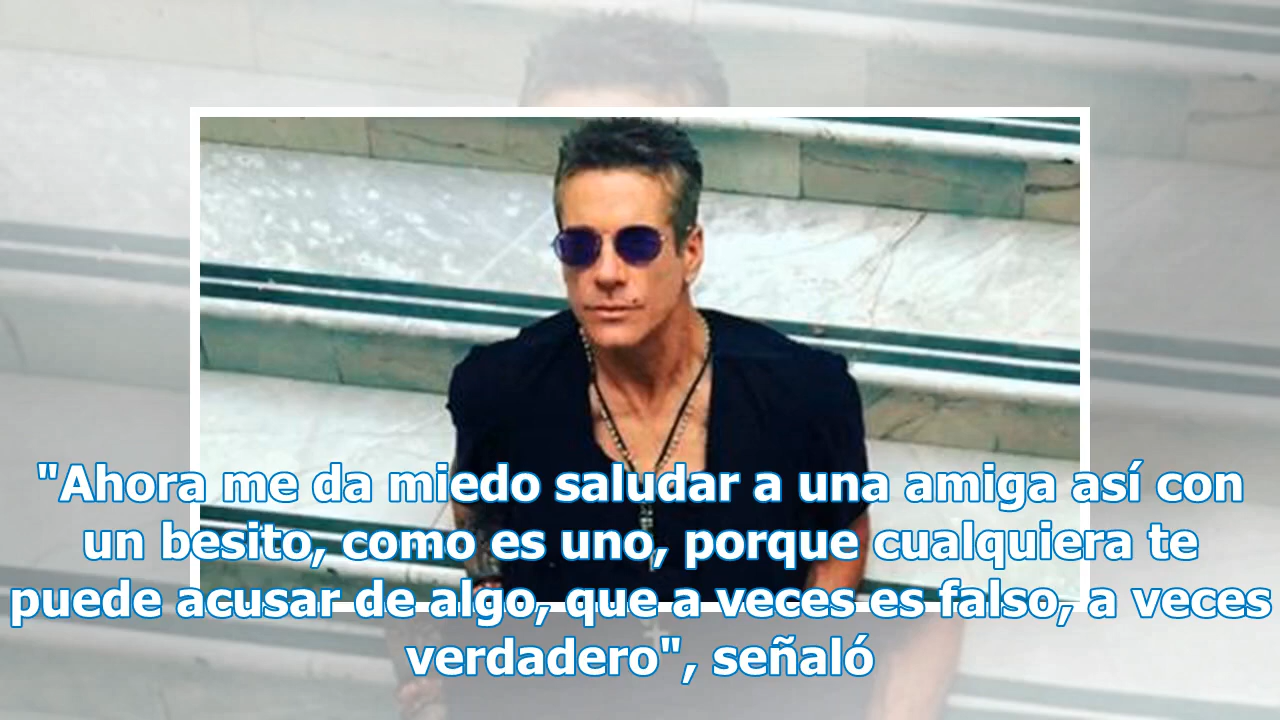 "Ahora me da miedo saludar a una amiga así con
un besito, como es uno, porque cualquiera te
puede acusar de algo, que a veces es falso, a veces
verdadero", señaló